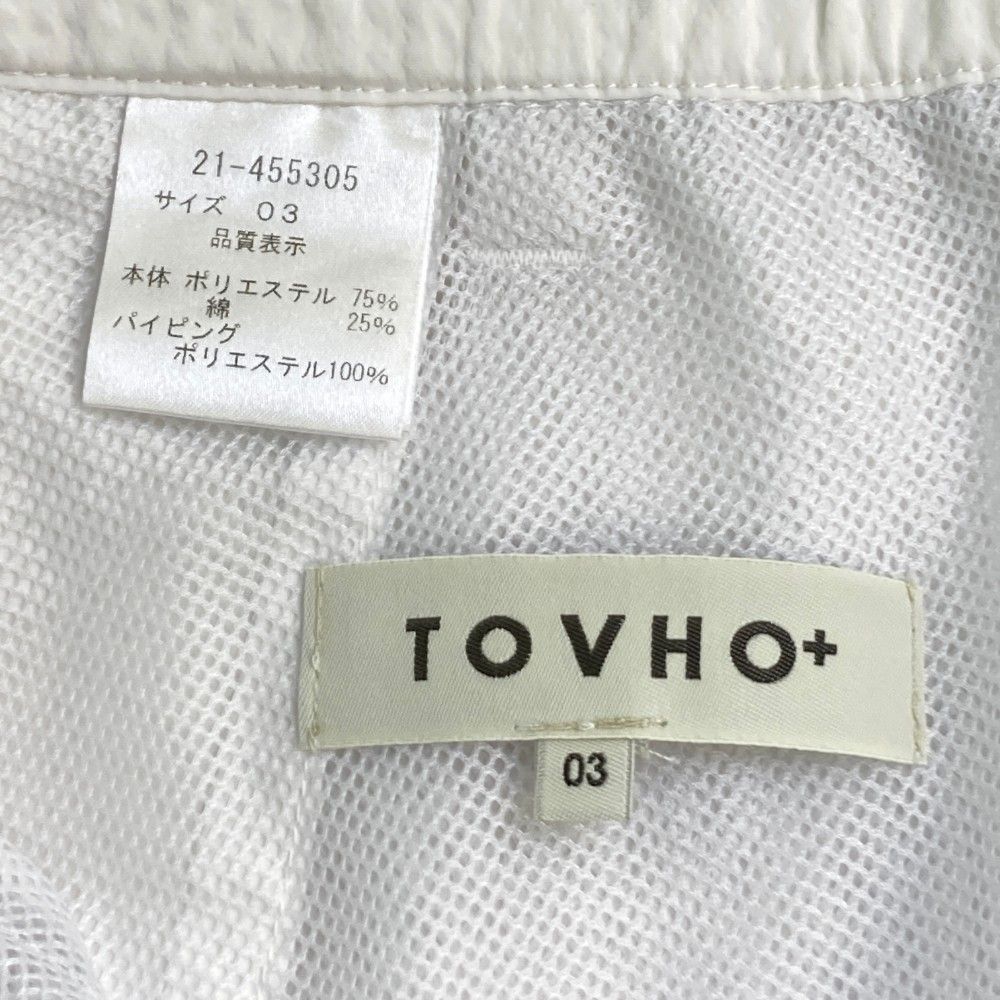 21-455305
サイズ 03
品質表示
本体 ポリエステル 75%
綿 25%
パイピング
ポリエステル100%
TOVHO+
03